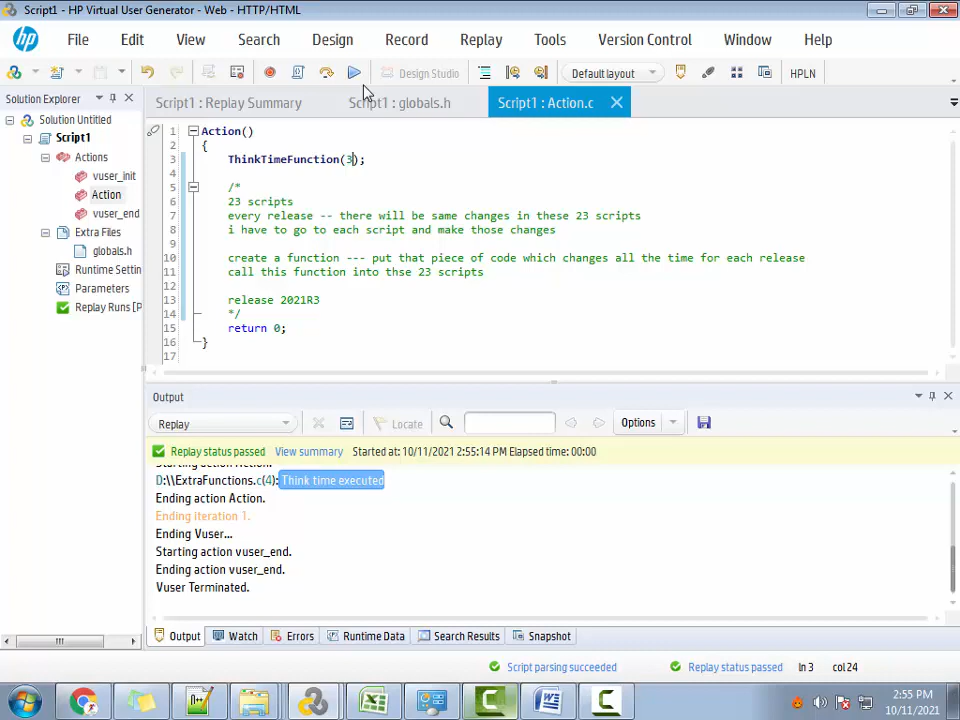 Script1 - HP Virtual User Generator - Web - HTTP/HTML
hp File Edit View Search Design Record Replay Tools Version Control Window Help
Design Studio Default layout HPLN
Solution Explorer
Script1 : Replay Summary Script1 : globals.h Script1 : Action.c
Solution Untitled
Script1
Actions
vuser_init
Action
vuser_end
Extra Files
globals.h
Runtime Settin
Parameters
Replay Runs [P
1 Action()
2 {
3 ThinkTimeFunction(3);
4
5 /*
6 23 scripts
7 every release -- there will be same changes in these 23 scripts
8 i have to go to each script and make those changes
9
10 create a function --- put that piece of code which changes all the time for each release
11 call this function into thse 23 scripts
12
13 release 2021R3
14 */
15 return 0;
16 }
17
Output
Replay Locate Options
Replay status passed View summary Started at: 10/11/2021 2:55:14 PM Elapsed time: 00:00
Starting action Action.
D:\\ExtraFunctions.c(4): Think time executed
Ending action Action.
Ending iteration 1.
Ending Vuser...
Starting action vuser_end.
Ending action vuser_end.
Vuser Terminated.
Output Watch Errors Runtime Data Search Results Snapshot
Script parsing succeeded Replay status passed ln 3 col 24
2:55 PM
10/11/2021